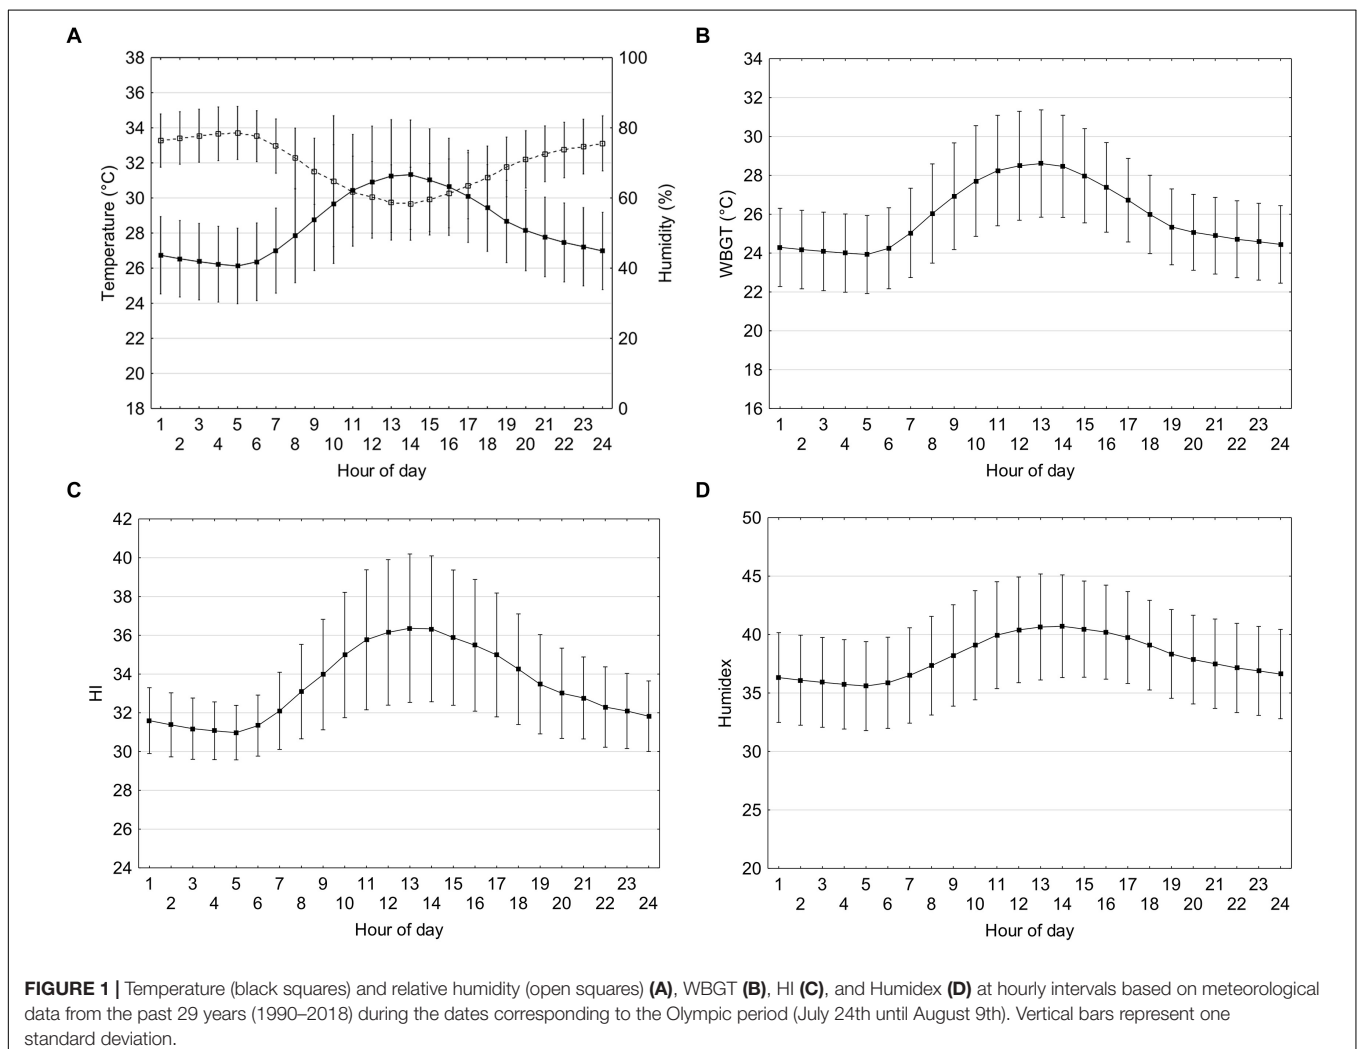 A
38
36
34
32
30
28
26
24
22
20
18
Temperature (°C)
100
80
60
40
20
0
Humidity (%)
1 3 5 7 9 11 13 15 17 19 21 23
2 4 6 8 10 12 14 16 18 20 22 24
Hour of day
B
34
32
30
28
26
24
22
20
18
16
WBGT (°C)
1 3 5 7 9 11 13 15 17 19 21 23
2 4 6 8 10 12 14 16 18 20 22 24
Hour of day
C
42
40
38
36
34
32
30
28
26
24
HI
1 3 5 7 9 11 13 15 17 19 21 23
2 4 6 8 10 12 14 16 18 20 22 24
Hour of day
D
50
45
40
35
30
25
20
Humidex
1 3 5 7 9 11 13 15 17 19 21 23
2 4 6 8 10 12 14 16 18 20 22 24
Hour of day
FIGURE 1 | Temperature (black squares) and relative humidity (open squares) (A), WBGT (B), HI (C), and Humidex (D) at hourly intervals based on meteorological
data from the past 29 years (1990–2018) during the dates corresponding to the Olympic period (July 24th until August 9th). Vertical bars represent one
standard deviation.